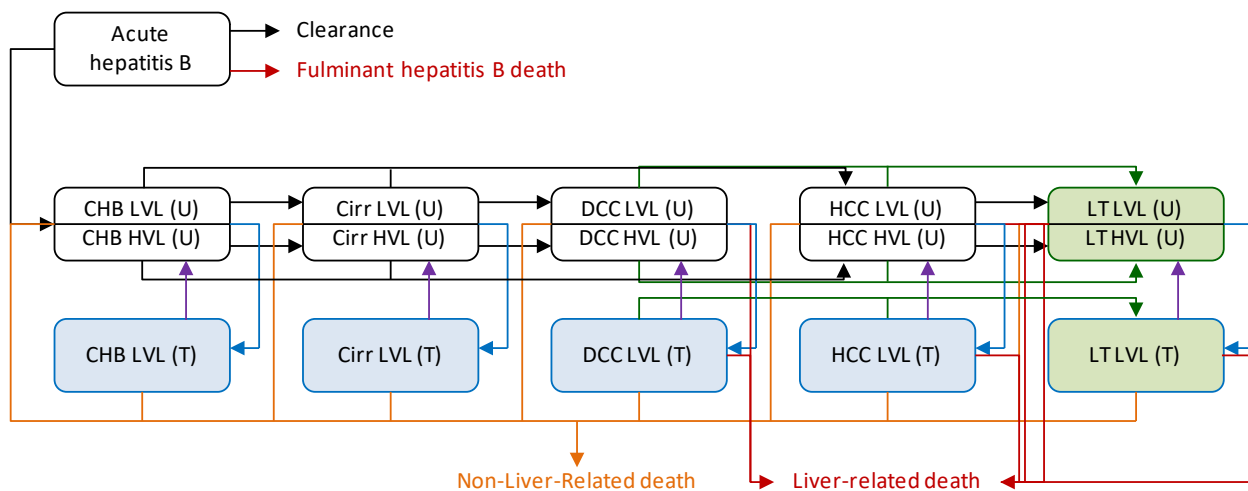 Acute
hepatitis B
Clearance
Fulminant hepatitis B death
CHB LVL (U)
CHB HVL (U)
Cirr LVL (U)
Cirr HVL (U)
DCC LVL (U)
DCC HVL (U)
HCC LVL (U)
HCC HVL (U)
LT LVL (U)
LT HVL (U)
CHB LVL (T)
Cirr LVL (T)
DCC LVL (T)
HCC LVL (T)
LT LVL (T)
Non-Liver-Related death
Liver-related death